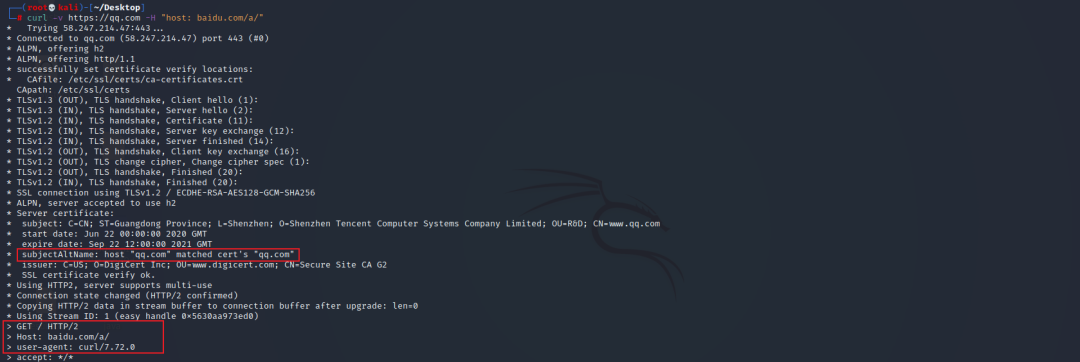 (root💀kali)-[~/Desktop]
# curl -v https://qq.com -H "host: baidu.com/a/"
*   Trying 58.247.214.47:443...
* Connected to qq.com (58.247.214.47) port 443 (#0)
* ALPN, offering h2
* ALPN, offering http/1.1
* successfully set certificate verify locations:
*   CAfile: /etc/ssl/certs/ca-certificates.crt
  CApath: /etc/ssl/certs
* TLSv1.3 (OUT), TLS handshake, Client hello (1):
* TLSv1.3 (IN), TLS handshake, Server hello (2):
* TLSv1.2 (IN), TLS handshake, Certificate (11):
* TLSv1.2 (IN), TLS handshake, Server key exchange (12):
* TLSv1.2 (IN), TLS handshake, Server finished (14):
* TLSv1.2 (OUT), TLS handshake, Client key exchange (16):
* TLSv1.2 (OUT), TLS change cipher, Change cipher spec (1):
* TLSv1.2 (OUT), TLS handshake, Finished (20):
* TLSv1.2 (IN), TLS handshake, Finished (20):
* SSL connection using TLSv1.2 / ECDHE-RSA-AES128-GCM-SHA256
* ALPN, server accepted to use h2
* Server certificate:
*  subject: C=CN; ST=Guangdong Province; L=Shenzhen; O=Shenzhen Tencent Computer Systems Company Limited; OU=R&D; CN=www.qq.com
*  start date: Jun 22 00:00:00 2020 GMT
*  expire date: Sep 22 12:00:00 2021 GMT
*  subjectAltName: host "qq.com" matched cert's "qq.com"
*  issuer: C=US; O=DigiCert Inc; OU=www.digicert.com; CN=Secure Site CA G2
*  SSL certificate verify ok.
* Using HTTP2, server supports multi-use
* Connection state changed (HTTP/2 confirmed)
* Copying HTTP/2 data in stream buffer to connection buffer after upgrade: len=0
* Using Stream ID: 1 (easy handle 0×5630aa973ed0)
> GET / HTTP/2
> Host: baidu.com/a/
> user-agent: curl/7.72.0
> accept: */*